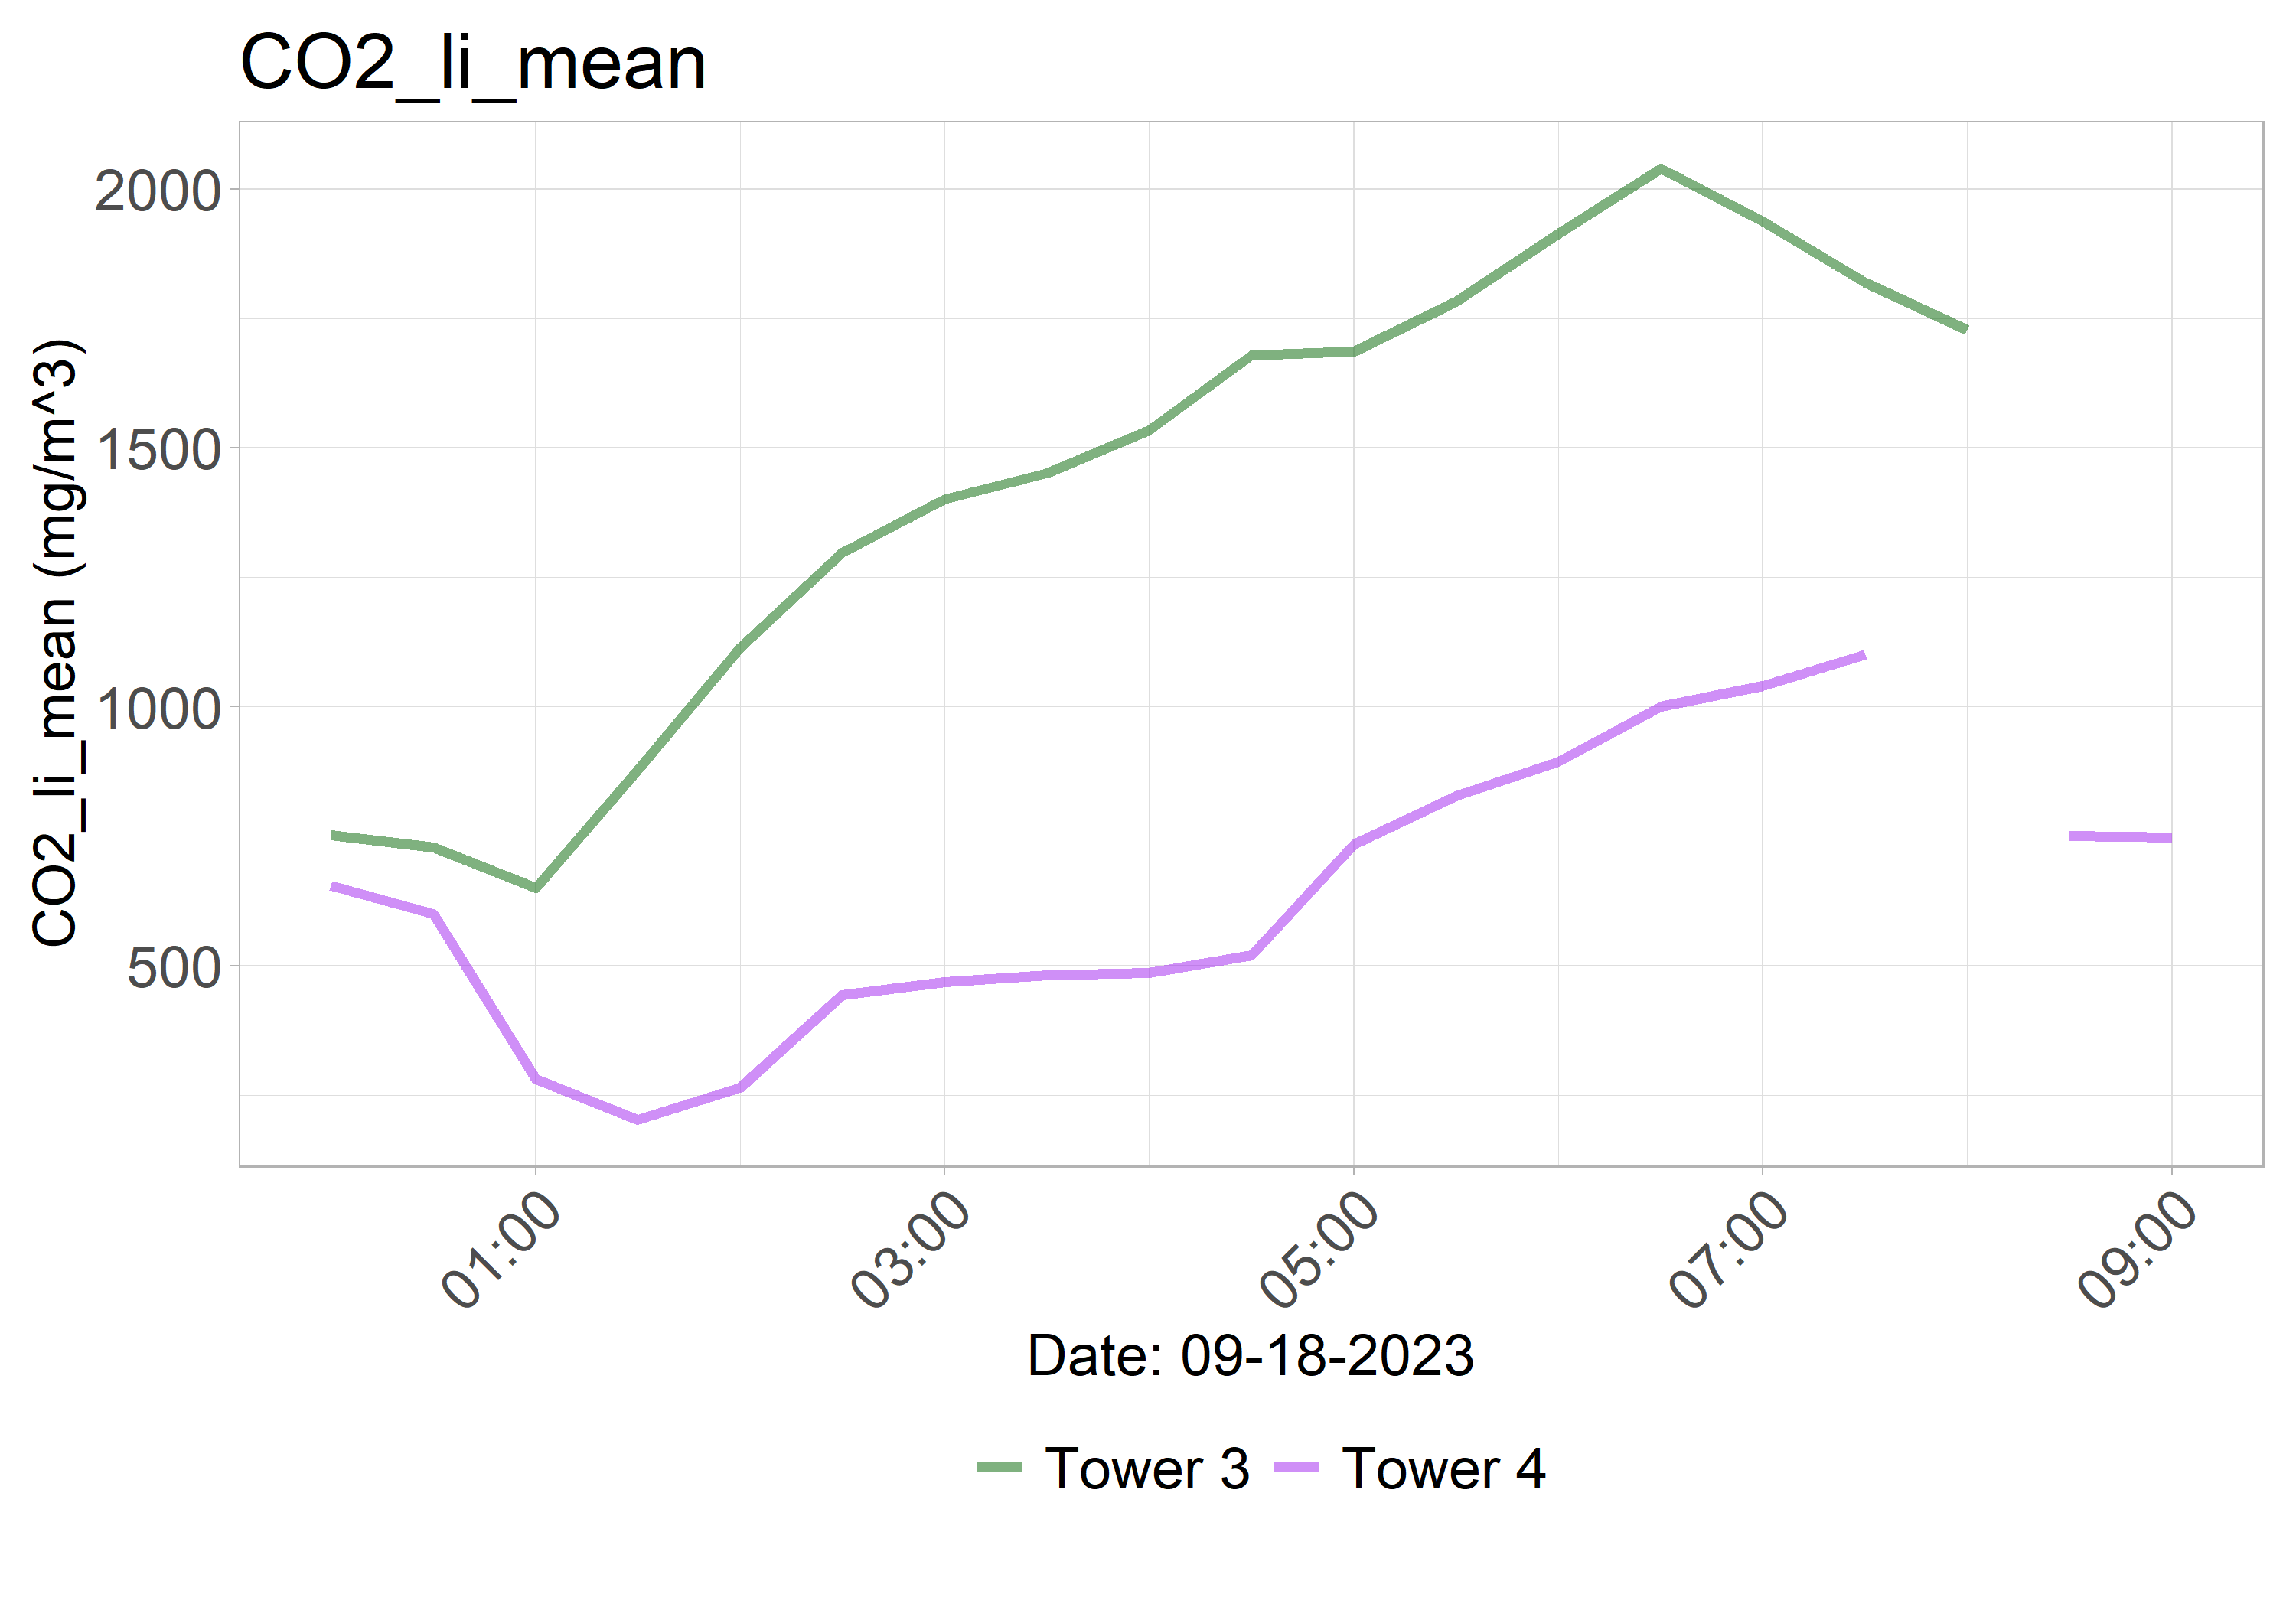 CO2_li_mean
CO2_li_mean (mg/m^3)
2000
1500
1000
500
01:00 03:00 05:00 07:00 09:00
Date: 09-18-2023
Tower 3 Tower 4